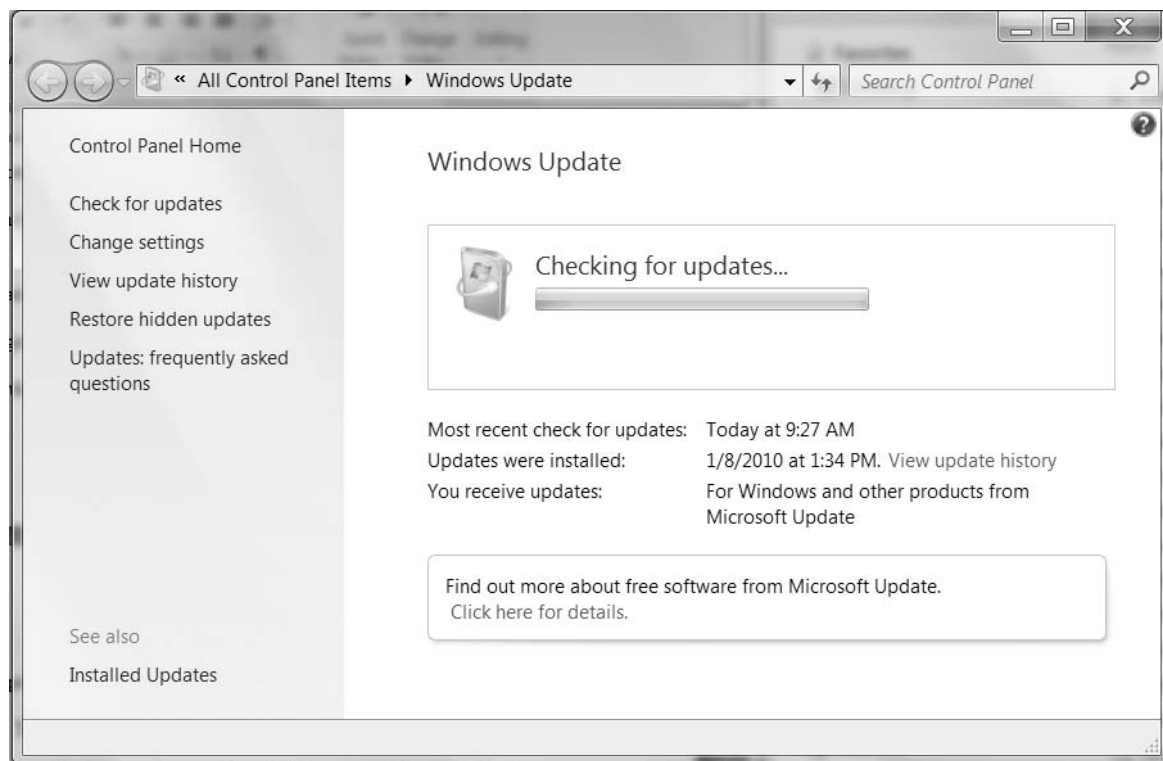 « All Control Panel Items ▸ Windows Update
Search Control Panel
Control Panel Home
Check for updates
Change settings
View update history
Restore hidden updates
Updates: frequently asked
questions
See also
Installed Updates
Windows Update
Checking for updates...
Most recent check for updates: Today at 9:27 AM
Updates were installed: 1/8/2010 at 1:34 PM. View update history
You receive updates: For Windows and other products from
Microsoft Update
Find out more about free software from Microsoft Update.
Click here for details.